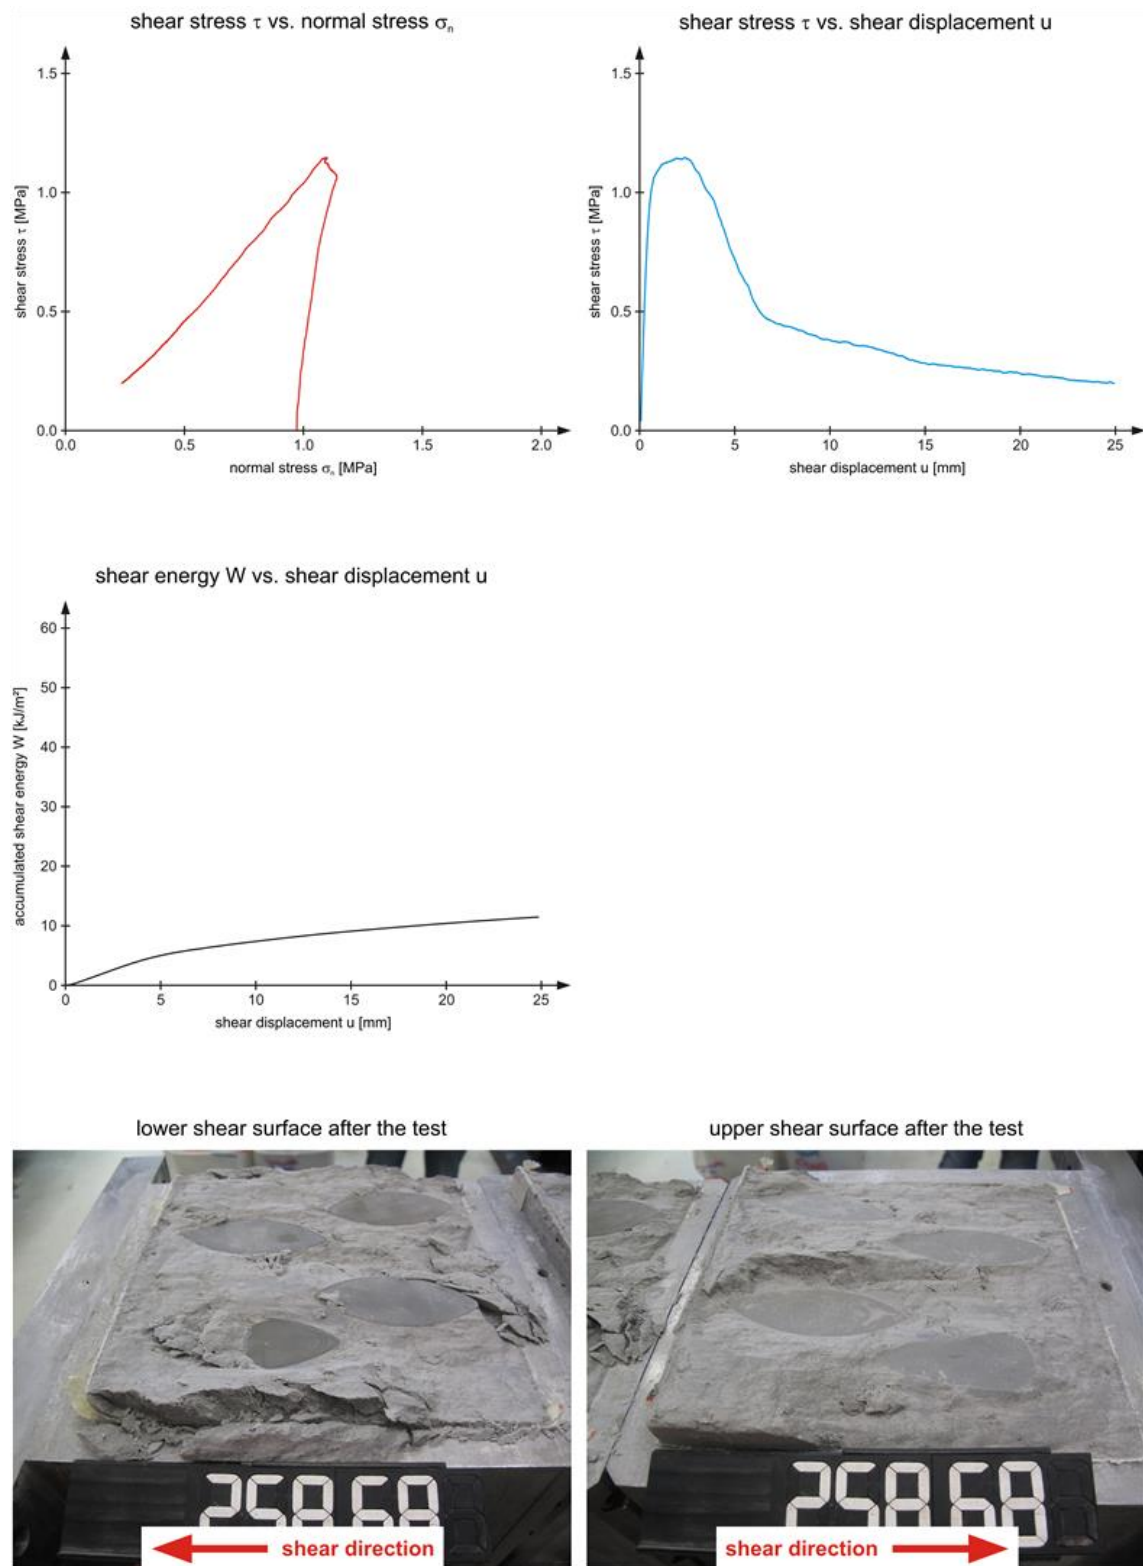 shear stress τ vs. normal stress σₙ
shear stress τ [MPa]
1.5
1.0
0.5
0.0
0.0 0.5 1.0 1.5 2.0
normal stress σₙ [MPa]
shear stress τ vs. shear displacement u
shear stress τ [MPa]
1.5
1.0
0.5
0.0
0 5 10 15 20 25
shear displacement u [mm]
shear energy W vs. shear displacement u
accumulated shear energy W [kJ/m²]
60
50
40
30
20
10
0
0 5 10 15 20 25
shear displacement u [mm]
lower shear surface after the test
25868
shear direction
upper shear surface after the test
25868
shear direction